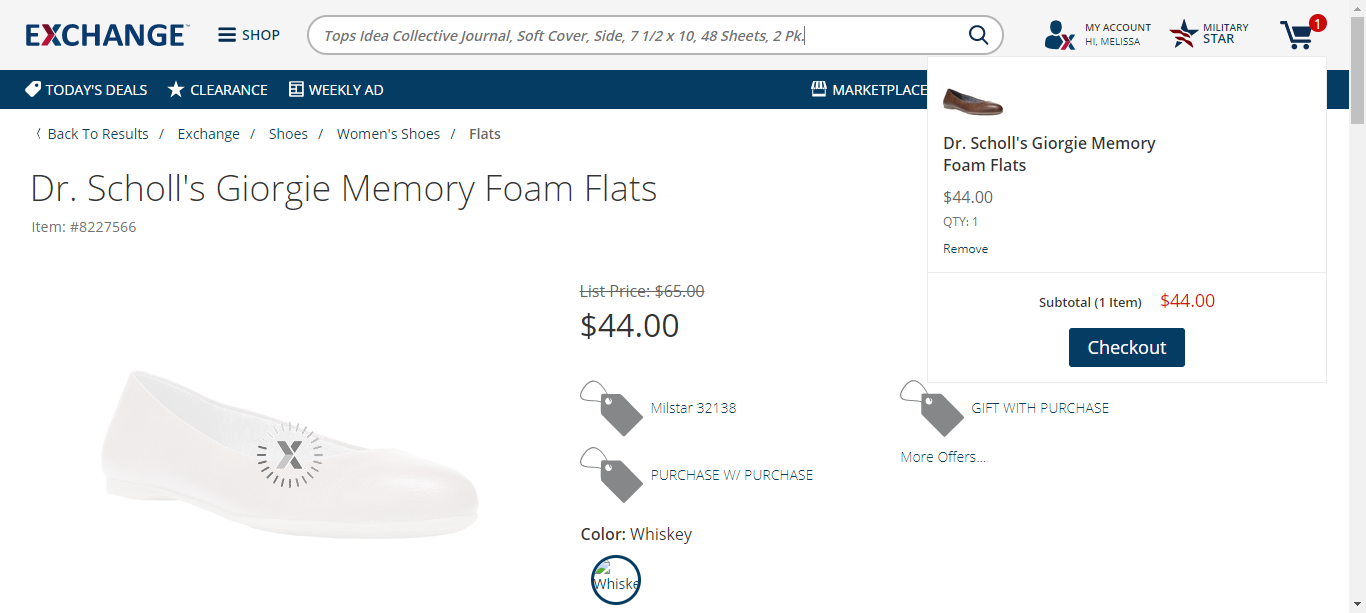 EXCHANGE
SHOP
Tops Idea Collective Journal, Soft Cover, Side, 7 1/2 x 10, 48 Sheets, 2 Pk.
MY ACCOUNT
HI, MELISSA
MILITARY
STAR
1
TODAY'S DEALS
CLEARANCE
WEEKLY AD
MARKETPLACE
Back To Results / Exchange / Shoes / Women's Shoes / Flats
Dr. Scholl's Giorgie Memory Foam Flats
Item: #8227566
Dr. Scholl's Giorgie Memory
Foam Flats
$44.00
QTY: 1
Remove
Subtotal (1 Item) $44.00
Checkout
List Price: $65.00
$44.00
Milstar 32138
GIFT WITH PURCHASE
PURCHASE W/ PURCHASE
More Offers...
Color: Whiskey
Whiske